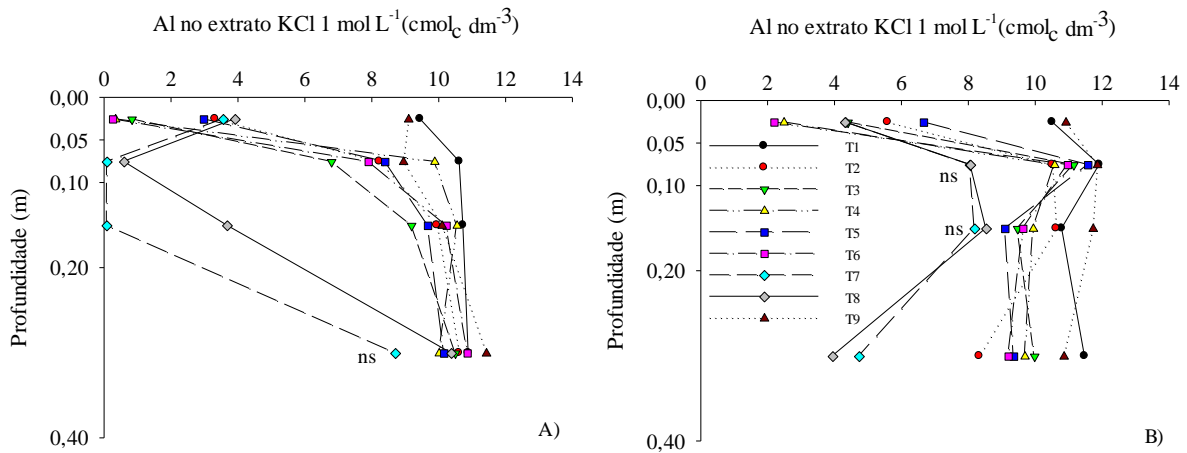 Al no extrato KCl 1 mol L-1(cmolc dm-3)
0 2 4 6 8 10 12 14
0,00
0,05
0,10
0,20
0,40
Profundidade (m)
ns
A)
Al no extrato KCl 1 mol L-1(cmolc dm-3)
0 2 4 6 8 10 12 14
0,00
0,05
0,10
0,20
0,40
Profundidade (m)
T1
T2
T3
T4
T5
T6
T7
T8
T9
ns
ns
B)